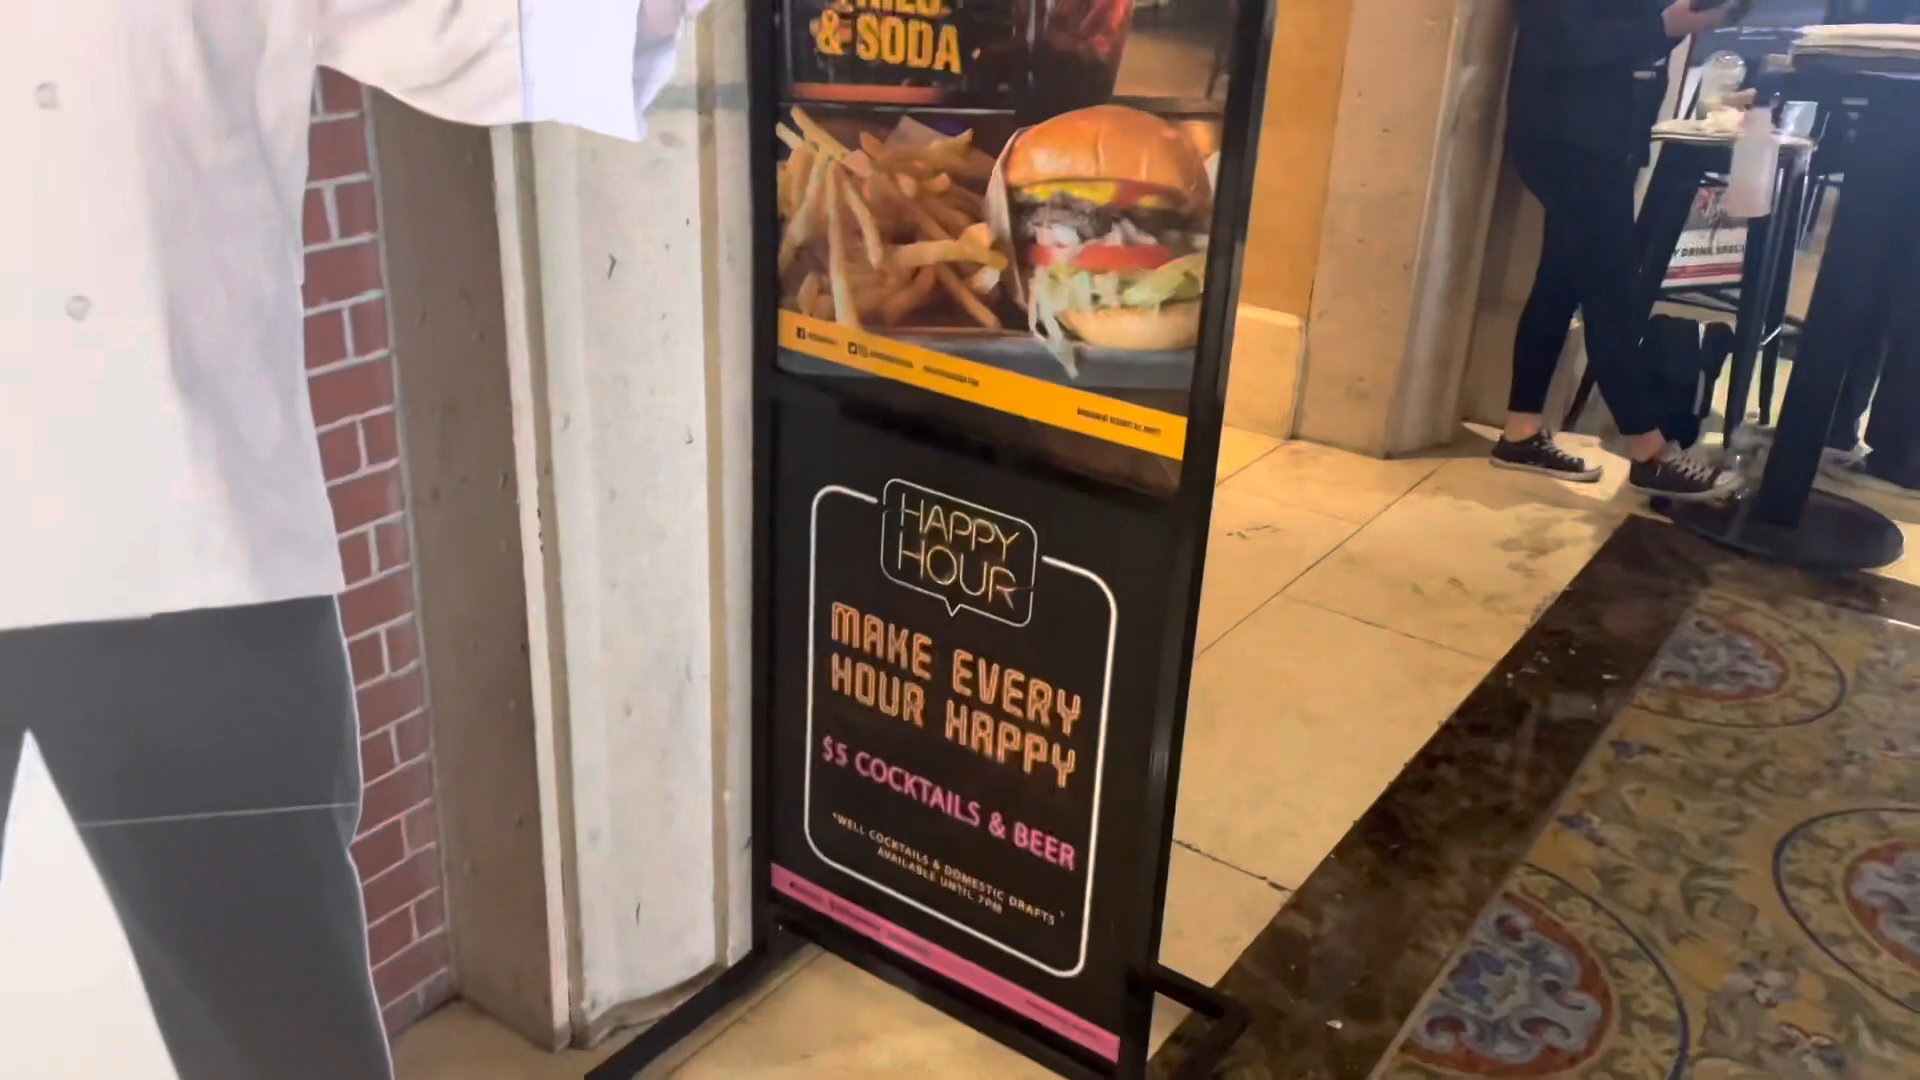 & SODA
HAPPY
HOUR
MAKE EVERY
HOUR HAPPY
$5 COCKTAILS & BEER
*WELL COCKTAILS & DOMESTIC DRAFTS*
AVAILABLE UNTIL 7PM